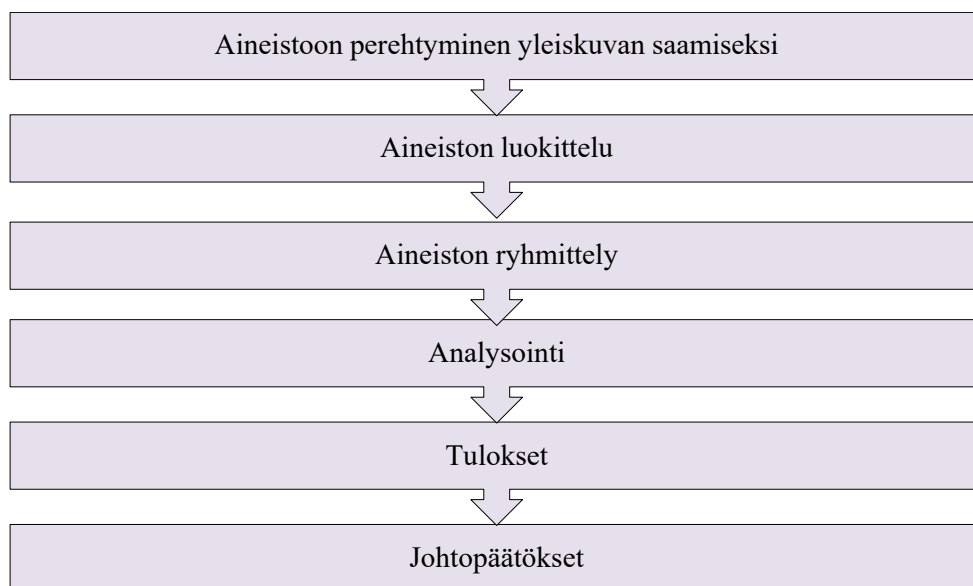 Aineistoon perehtyminen yleiskuvan saamiseksi
Aineiston luokittelu
Aineiston ryhmittely
Analysointi
Tulokset
Johtopäätökset